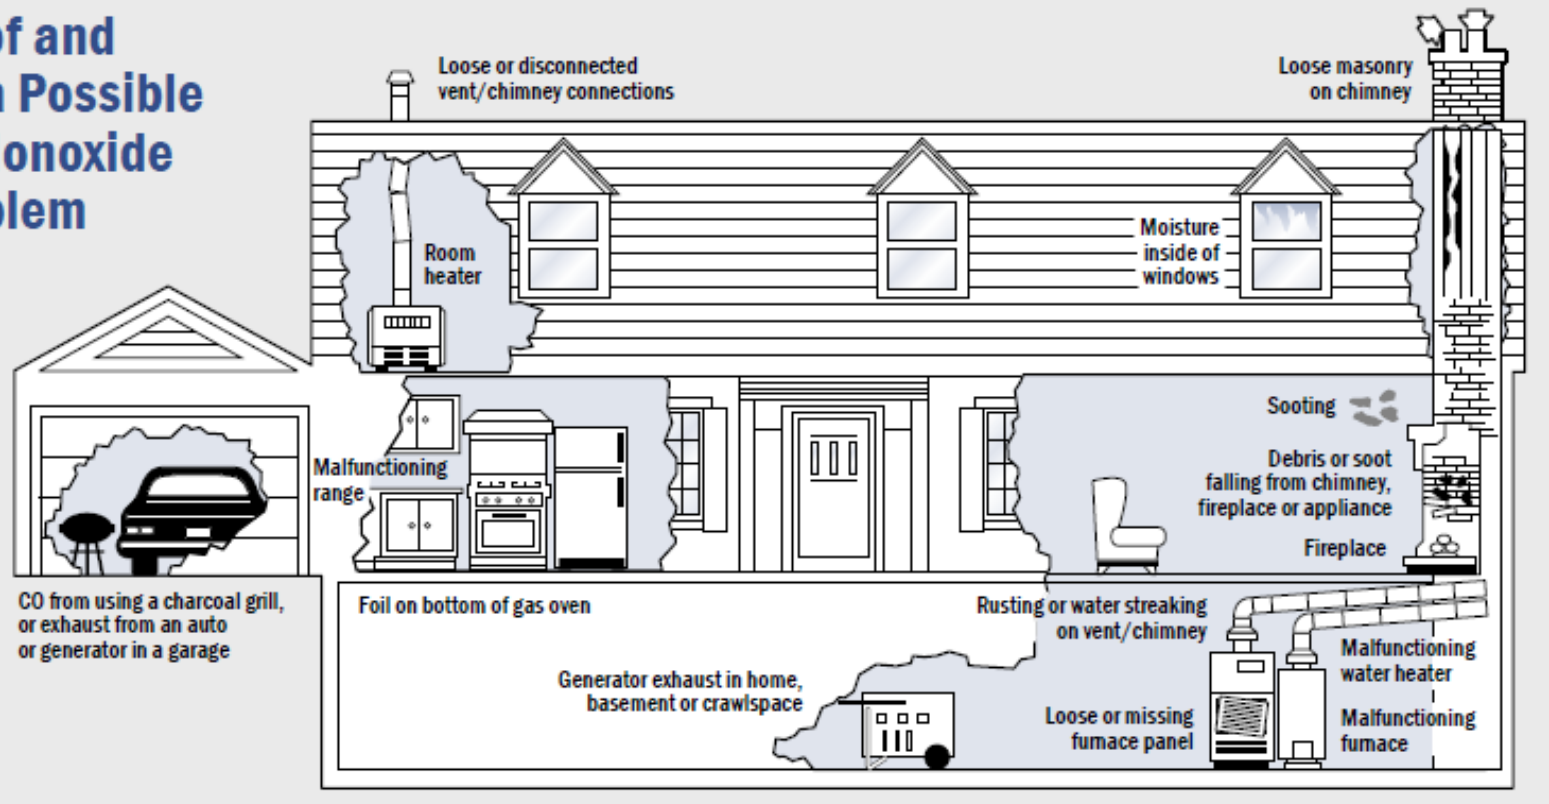 of and
Possible
onoxide
blem
Loose or disconnected
vent/chimney connections
Loose masonry
on chimney
Room
heater
Moisture
inside of
windows
Malfunctioning
range
Sooting
Debris or soot
falling from chimney,
fireplace or appliance
Fireplace
CO from using a charcoal grill,
or exhaust from an auto
or generator in a garage
Foil on bottom of gas oven
Rusting or water streaking
on vent/chimney
Malfunctioning
water heater
Generator exhaust in home,
basement or crawlspace
Loose or missing
furnace panel
Malfunctioning
furnace